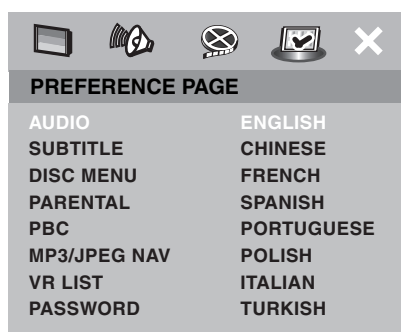 PREFERENCE PAGE
AUDIO ENGLISH
SUBTITLE CHINESE
DISC MENU FRENCH
PARENTAL SPANISH
PBC PORTUGUESE
MP3/JPEG NAV POLISH
VR LIST ITALIAN
PASSWORD TURKISH